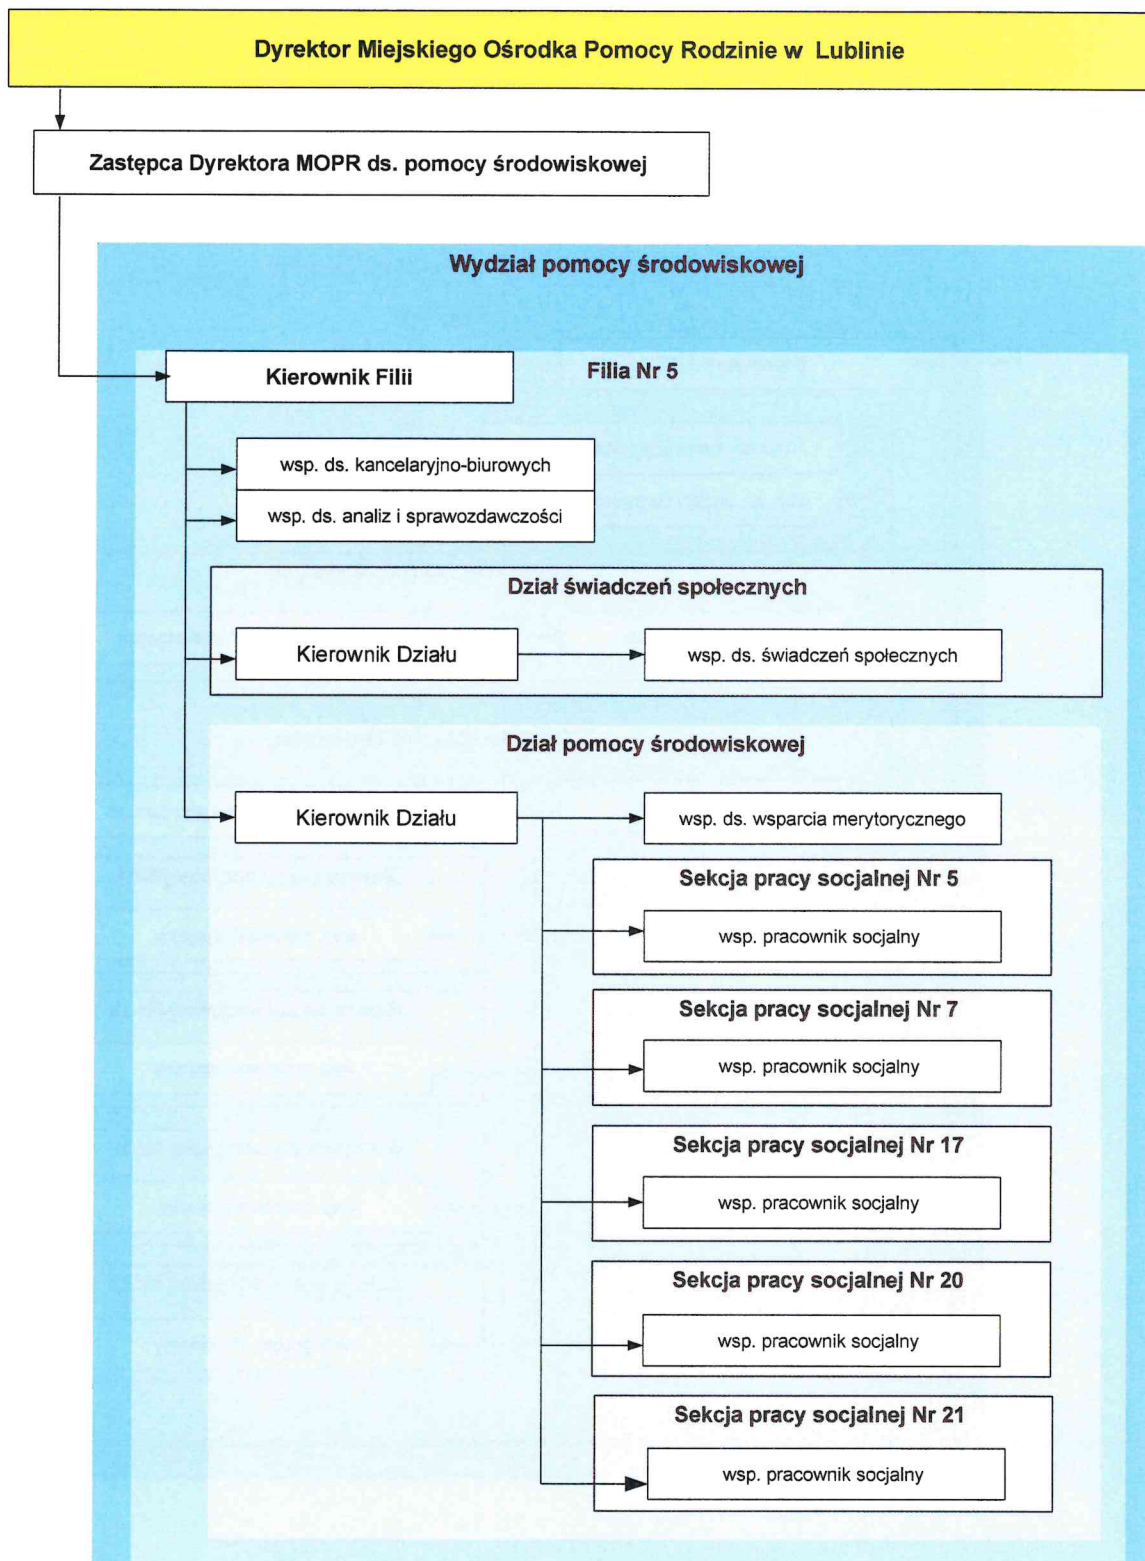 Dyrektor Miejskiego Ośrodka Pomocy Rodzinie w Lublinie
Zastępca Dyrektora MOPR ds. pomocy środowiskowej
Wydział pomocy środowiskowej
Kierownik Filii
Filia Nr 5
wsp. ds. kancelaryjno-biurowych
wsp. ds. analiz i sprawozdawczości
Dział świadczeń społecznych
Kierownik Działu
wsp. ds. świadczeń społecznych
Dział pomocy środowiskowej
Kierownik Działu
wsp. ds. wsparcia merytorycznego
Sekcja pracy socjalnej Nr 5
wsp. pracownik socjalny
Sekcja pracy socjalnej Nr 7
wsp. pracownik socjalny
Sekcja pracy socjalnej Nr 17
wsp. pracownik socjalny
Sekcja pracy socjalnej Nr 20
wsp. pracownik socjalny
Sekcja pracy socjalnej Nr 21
wsp. pracownik socjalny